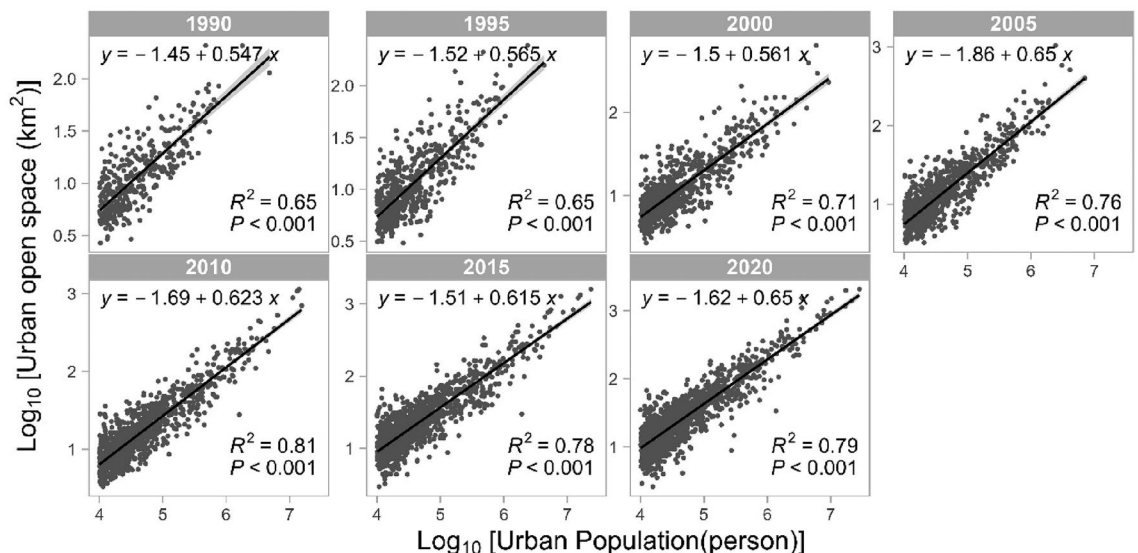 Log₁₀ [Urban open space (km²)]
1990
y = − 1.45 + 0.547 x
2.0
1.5
1.0
0.5
R² = 0.65
P < 0.001
1995
y = − 1.52 + 0.565 x
2.0
1.5
1.0
0.5
R² = 0.65
P < 0.001
2000
y = − 1.5 + 0.561 x
2
1
R² = 0.71
P < 0.001
2005
y = − 1.86 + 0.65 x
3
2
1
R² = 0.76
P < 0.001
4 5 6 7
2010
y = − 1.69 + 0.623 x
3
2
1
R² = 0.81
P < 0.001
4 5 6 7
2015
y = − 1.51 + 0.615 x
3
2
1
R² = 0.78
P < 0.001
4 5 6 7
2020
y = − 1.62 + 0.65 x
3
2
1
R² = 0.79
P < 0.001
4 5 6 7
Log₁₀ [Urban Population(person)]